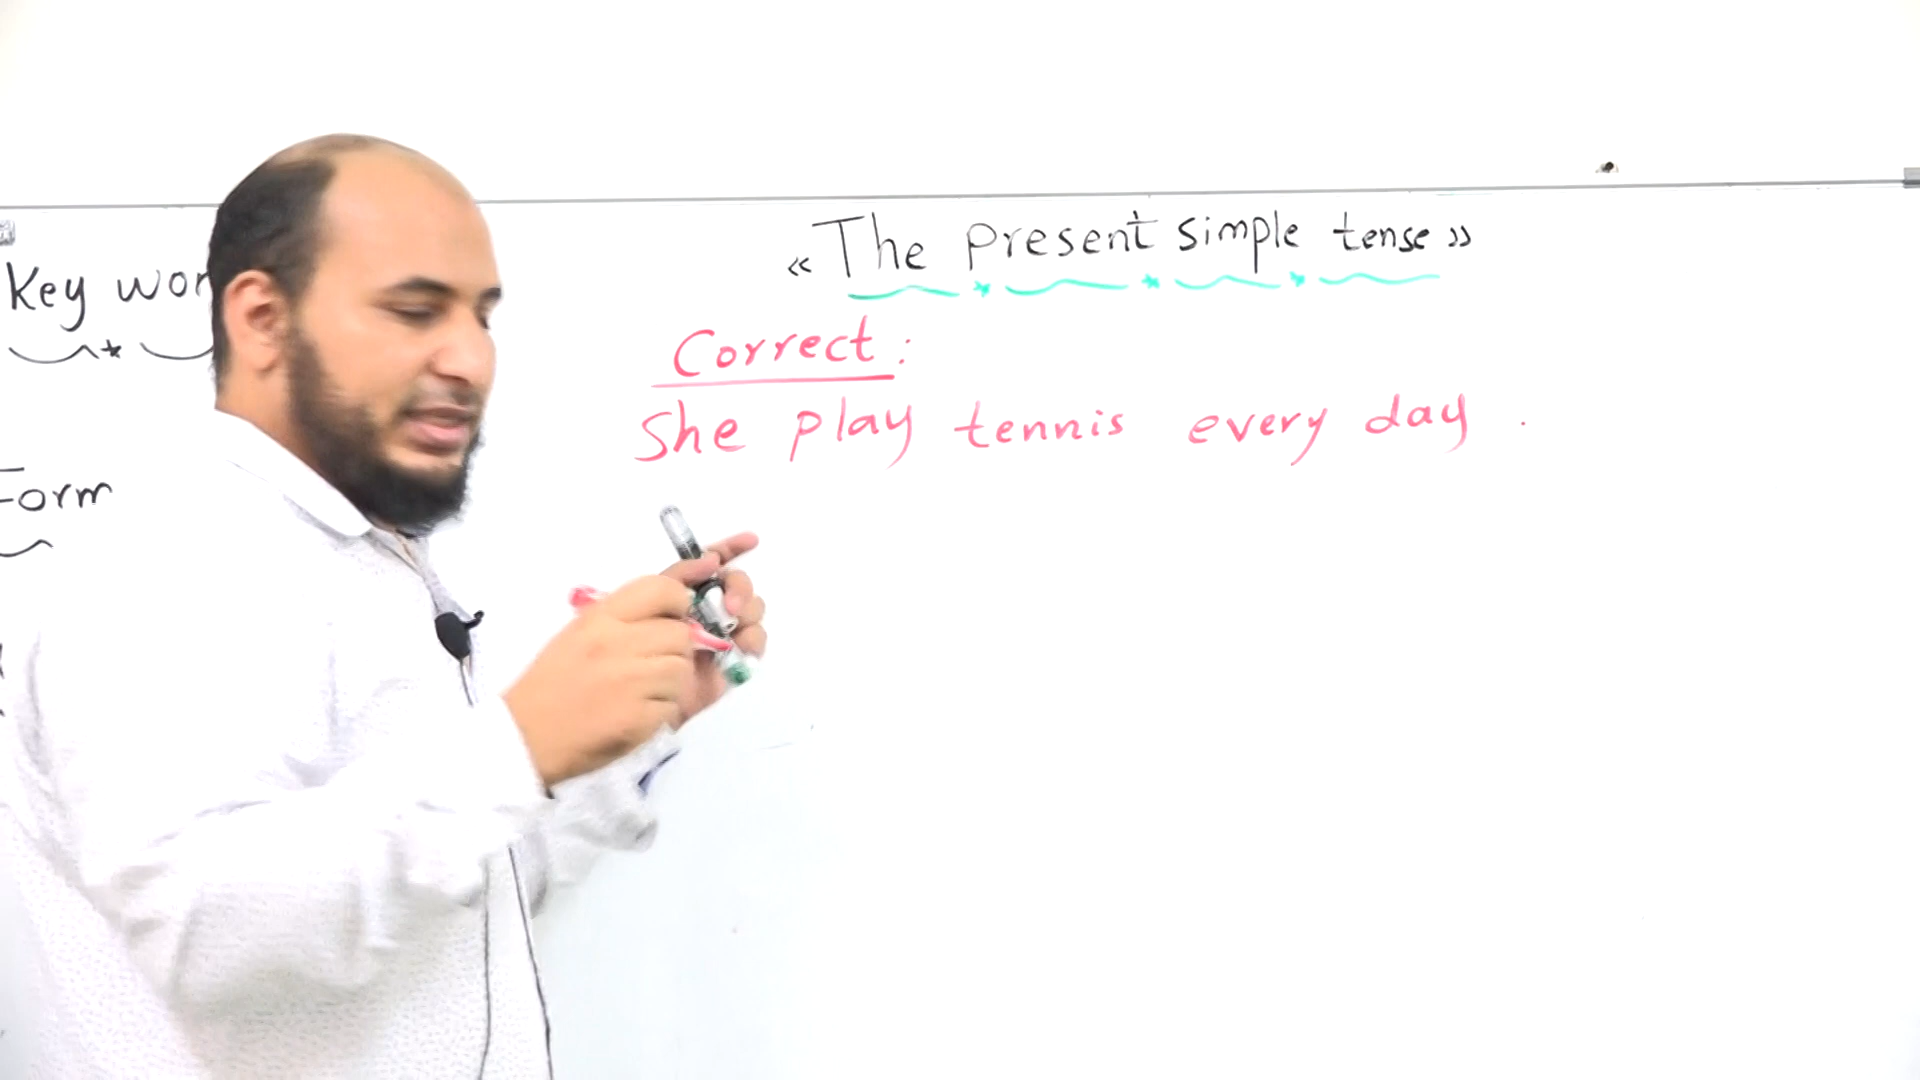 « The present simple tense »
Key wor
Correct :
She play tennis every day .
Form